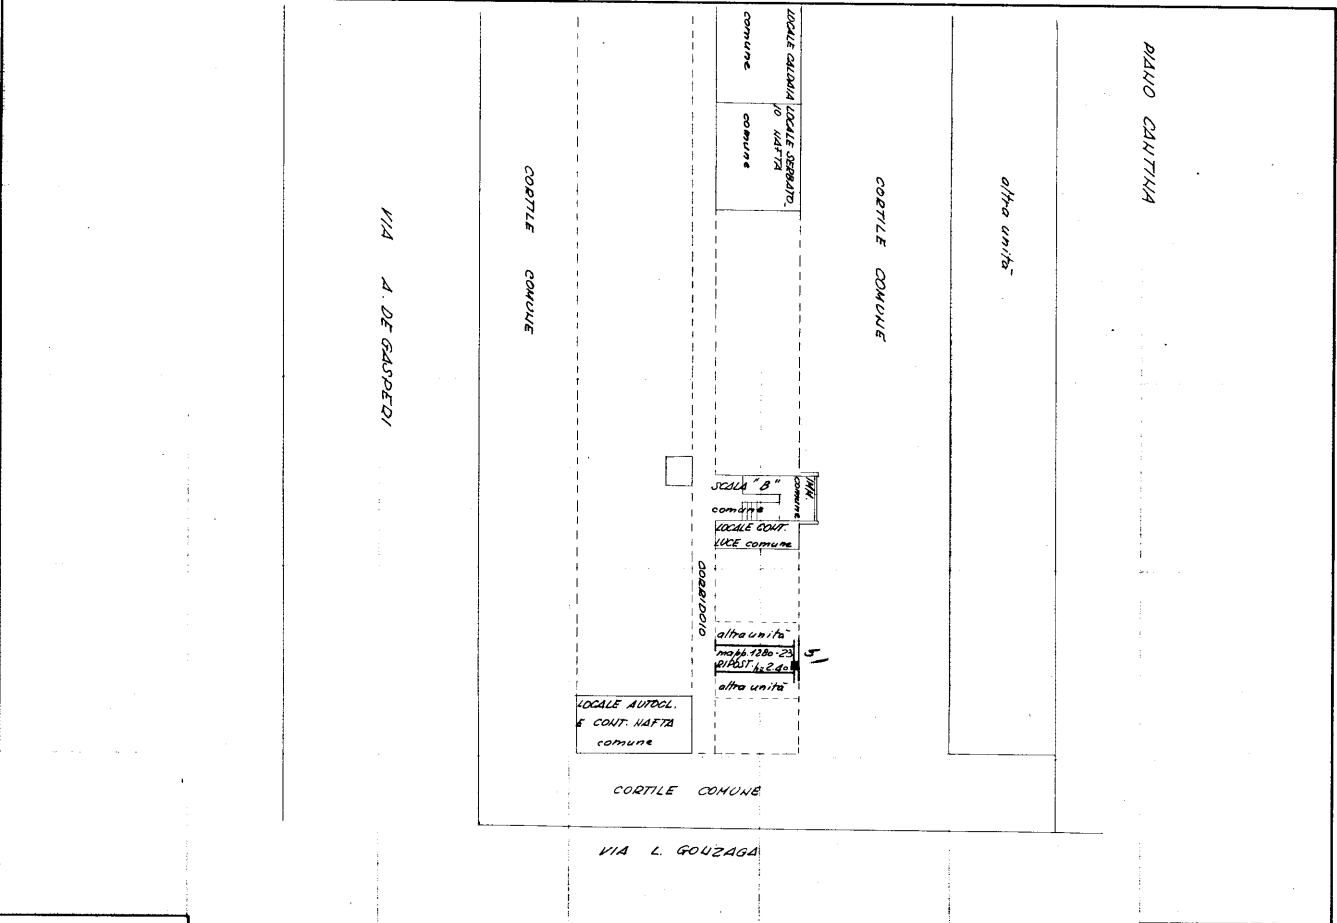 PIANO CANTINA
altra unità
CORTILE COMUNE
LOCALE CALDAIA
comune
LOCALE SERBATO_
IO NAFTA
comune
CORTILE COMUNE
VIA A. DE GASPERI
SCALA "B"
comune
comune
LOCALE CONT.
LUCE comune
CORRIDOIO
altra unità
mapp. 1280-23
RIPOST. h=2.40
altra unità
LOCALE AUTOCL.
E CONT. NAFTA
comune
CORTILE COMUNE
VIA L. GONZAGA